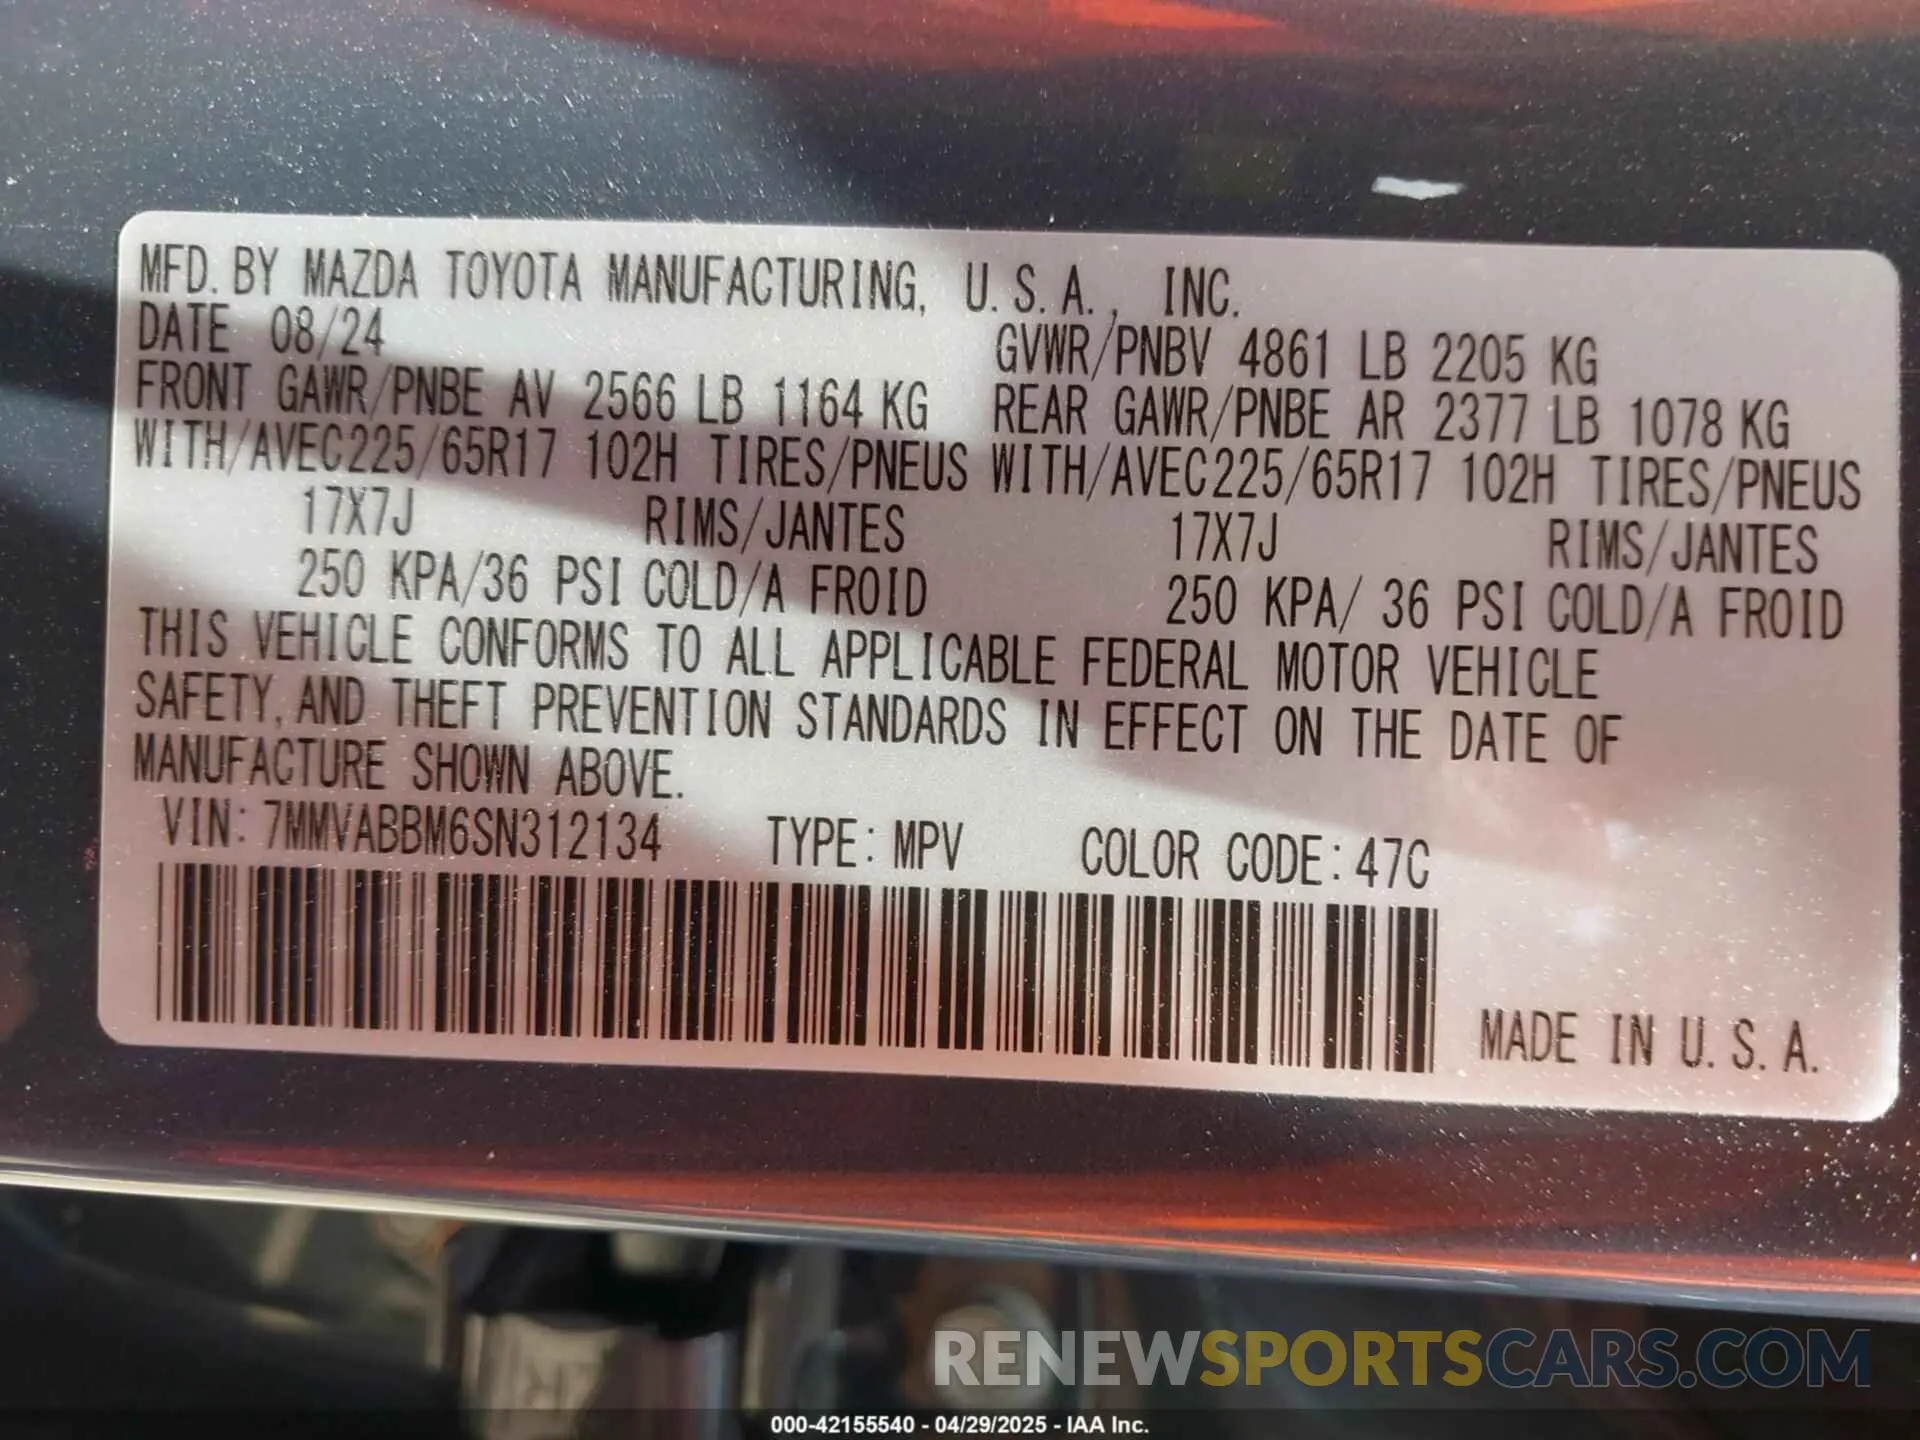 MFD. BY MAZDA TOYOTA MANUFACTURING, U.S.A., INC.
DATE 08/24 GVWR/PNBV 4861 LB 2205 KG
FRONT GAWR/PNBE AV 2566 LB 1164 KG REAR GAWR/PNBE AR 2377 LB 1078 KG
WITH/AVEC225/65R17 102H TIRES/PNEUS WITH/AVEC225/65R17 102H TIRES/PNEUS
17X7J RIMS/JANTES 17X7J RIMS/JANTES
250 KPA/36 PSI COLD/A FROID 250 KPA/ 36 PSI COLD/A FROID
THIS VEHICLE CONFORMS TO ALL APPLICABLE FEDERAL MOTOR VEHICLE
SAFETY, AND THEFT PREVENTION STANDARDS IN EFFECT ON THE DATE OF
MANUFACTURE SHOWN ABOVE.
VIN: 7MMVABBM6SN312134 TYPE: MPV COLOR CODE: 47C
MADE IN U.S.A.
RENEWSPORTSCARS.COM
000-42155540 - 04/29/2025 - IAA Inc.